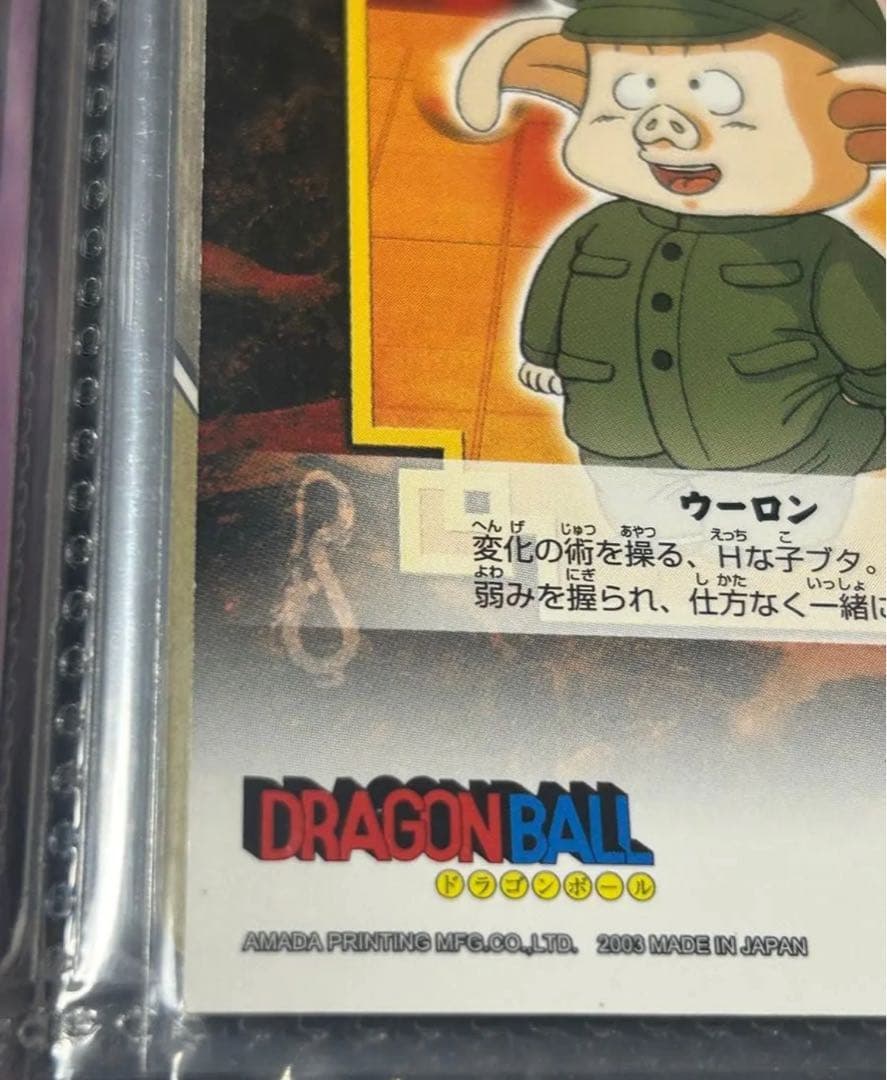 ウーロン
へんげ じゅつ あやつ えっち こ
変化の術を操る、Hな子ブタ。
よわ にぎ しかた いっしょ
弱みを握られ、仕方なく一緒に
DRAGON BALL
ドラゴンボール
AMADA PRINTING MFG.CO.,LTD. 2003 MADE IN JAPAN